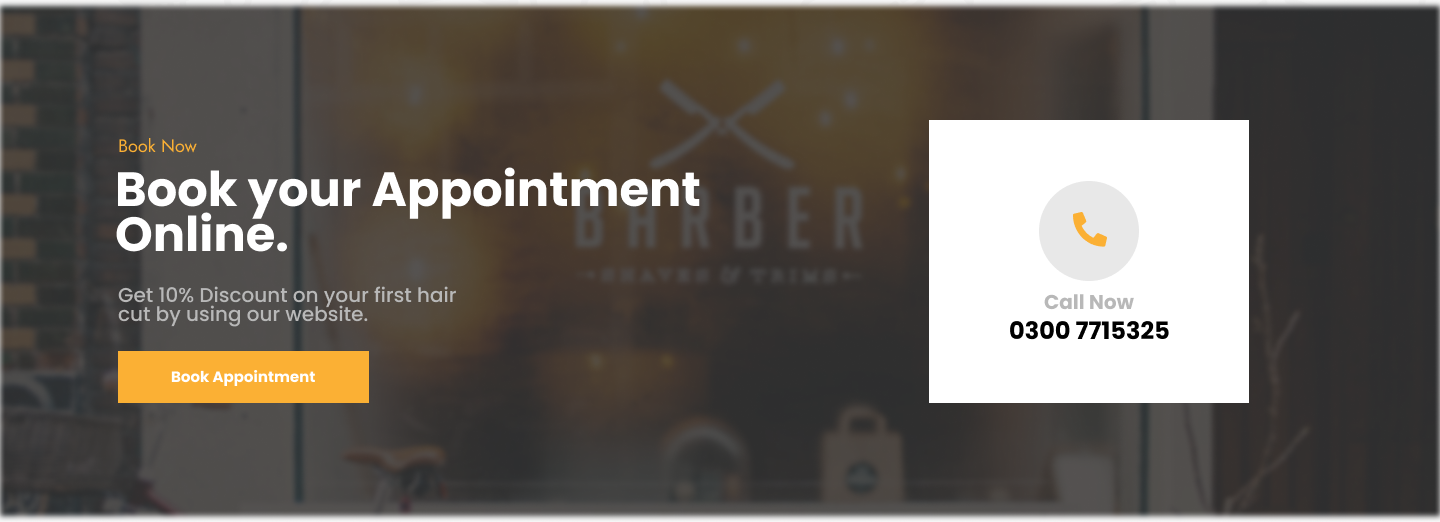 Book Now
Book your Appointment
Online.
Get 10% Discount on your first hair
cut by using our website.
Book Appointment
BARBER
SHAVES & TRIMS
Call Now
0300 7715325